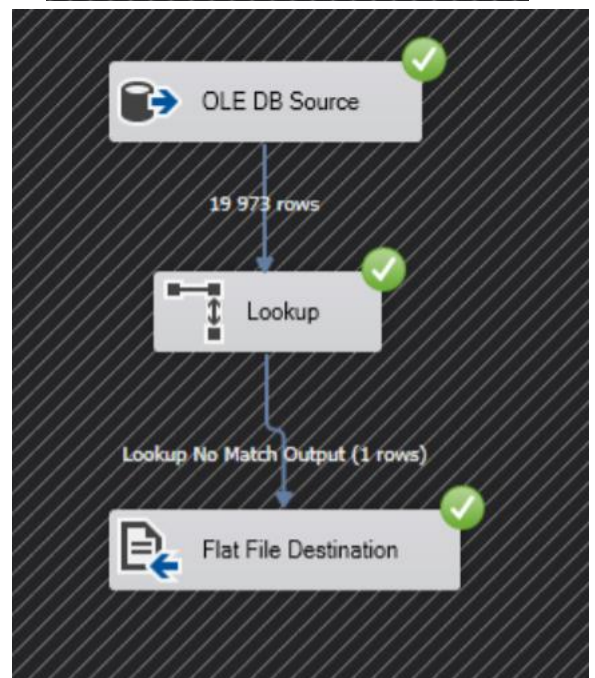 OLE DB Source
19 973 rows
Lookup
Lookup No Match Output (1 rows)
Flat File Destination